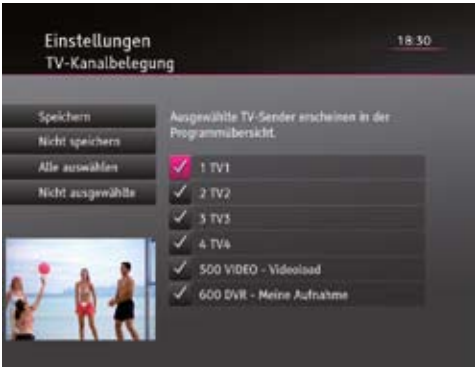 Einstellungen
18:30
TV-Kanalbelegung
Speichern
Nicht speichern
Alle auswählen
Nicht ausgewählte
Ausgewählte TV-Sender erscheinen in der
Programmübersicht.
1 TV1
2 TV2
3 TV3
4 TV4
500 VIDEO - Videoload
600 DVR - Meine Aufnahme